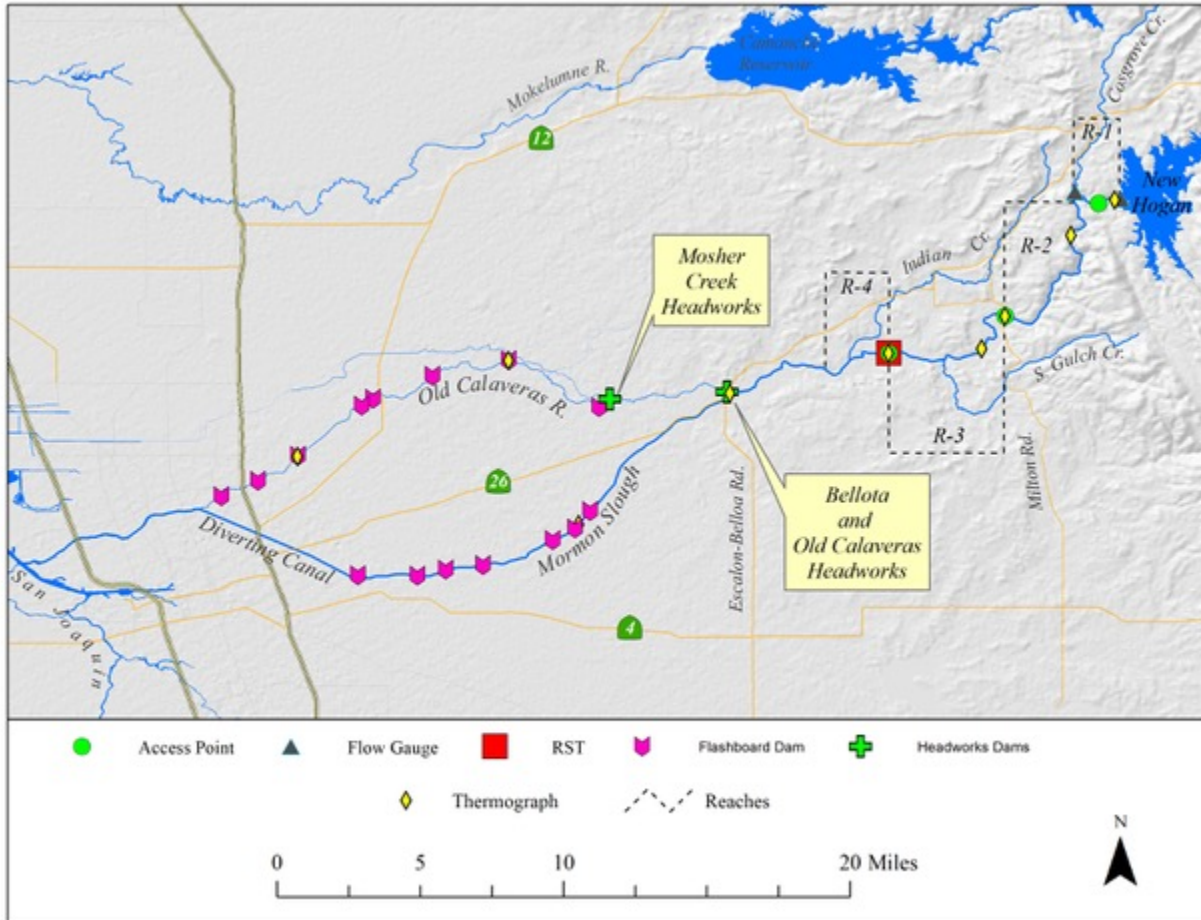 Camanche
Reservoir
Cosgrove Cr.
Mokelumne R.
12
R-1
New
Hogan
R-2
Indian Cr.
Mosher
Creek
Headworks
R-4
S-Gulch Cr.
Old Calaveras R.
R-3
26
Mormon Slough
Escalon-Belloa Rd.
Milton Rd.
Bellota
and
Old Calaveras
Headworks
Diverting Canal
San Joaquin
4
Access Point
Flow Gauge
RST
Flashboard Dam
Headworks Dams
Thermograph
Reaches
N
0 5 10 20 Miles